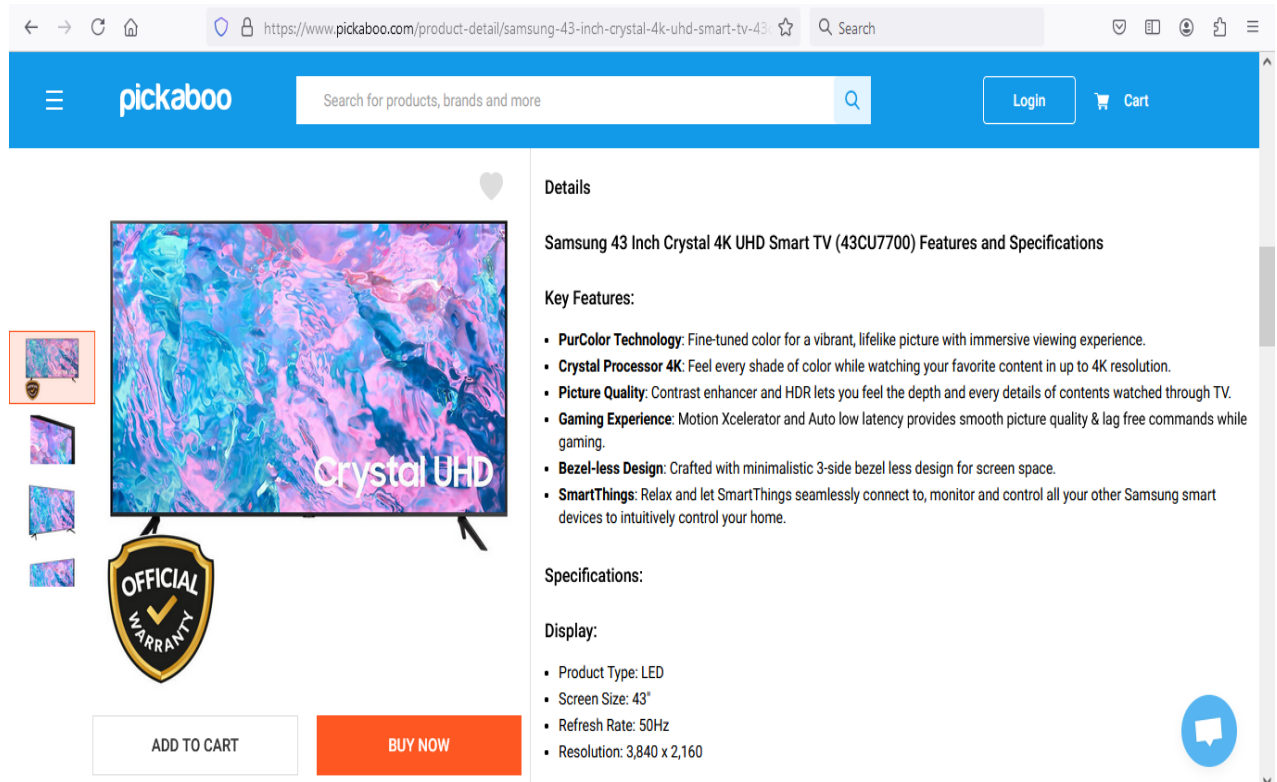 https://www.pickaboo.com/product-detail/samsung-43-inch-crystal-4k-uhd-smart-tv-43
Search
pickaboo
Search for products, brands and more
Login
Cart
Crystal UHD
OFFICIAL
WARRANTY
ADD TO CART
BUY NOW
Details
Samsung 43 Inch Crystal 4K UHD Smart TV (43CU7700) Features and Specifications
Key Features:
PurColor Technology: Fine-tuned color for a vibrant, lifelike picture with immersive viewing experience.
Crystal Processor 4K: Feel every shade of color while watching your favorite content in up to 4K resolution.
Picture Quality: Contrast enhancer and HDR lets you feel the depth and every details of contents watched through TV.
Gaming Experience: Motion Xcelerator and Auto low latency provides smooth picture quality & lag free commands while
gaming.
Bezel-less Design: Crafted with minimalistic 3-side bezel less design for screen space.
SmartThings: Relax and let SmartThings seamlessly connect to, monitor and control all your other Samsung smart
devices to intuitively control your home.
Specifications:
Display:
Product Type: LED
Screen Size: 43"
Refresh Rate: 50Hz
Resolution: 3,840 x 2,160